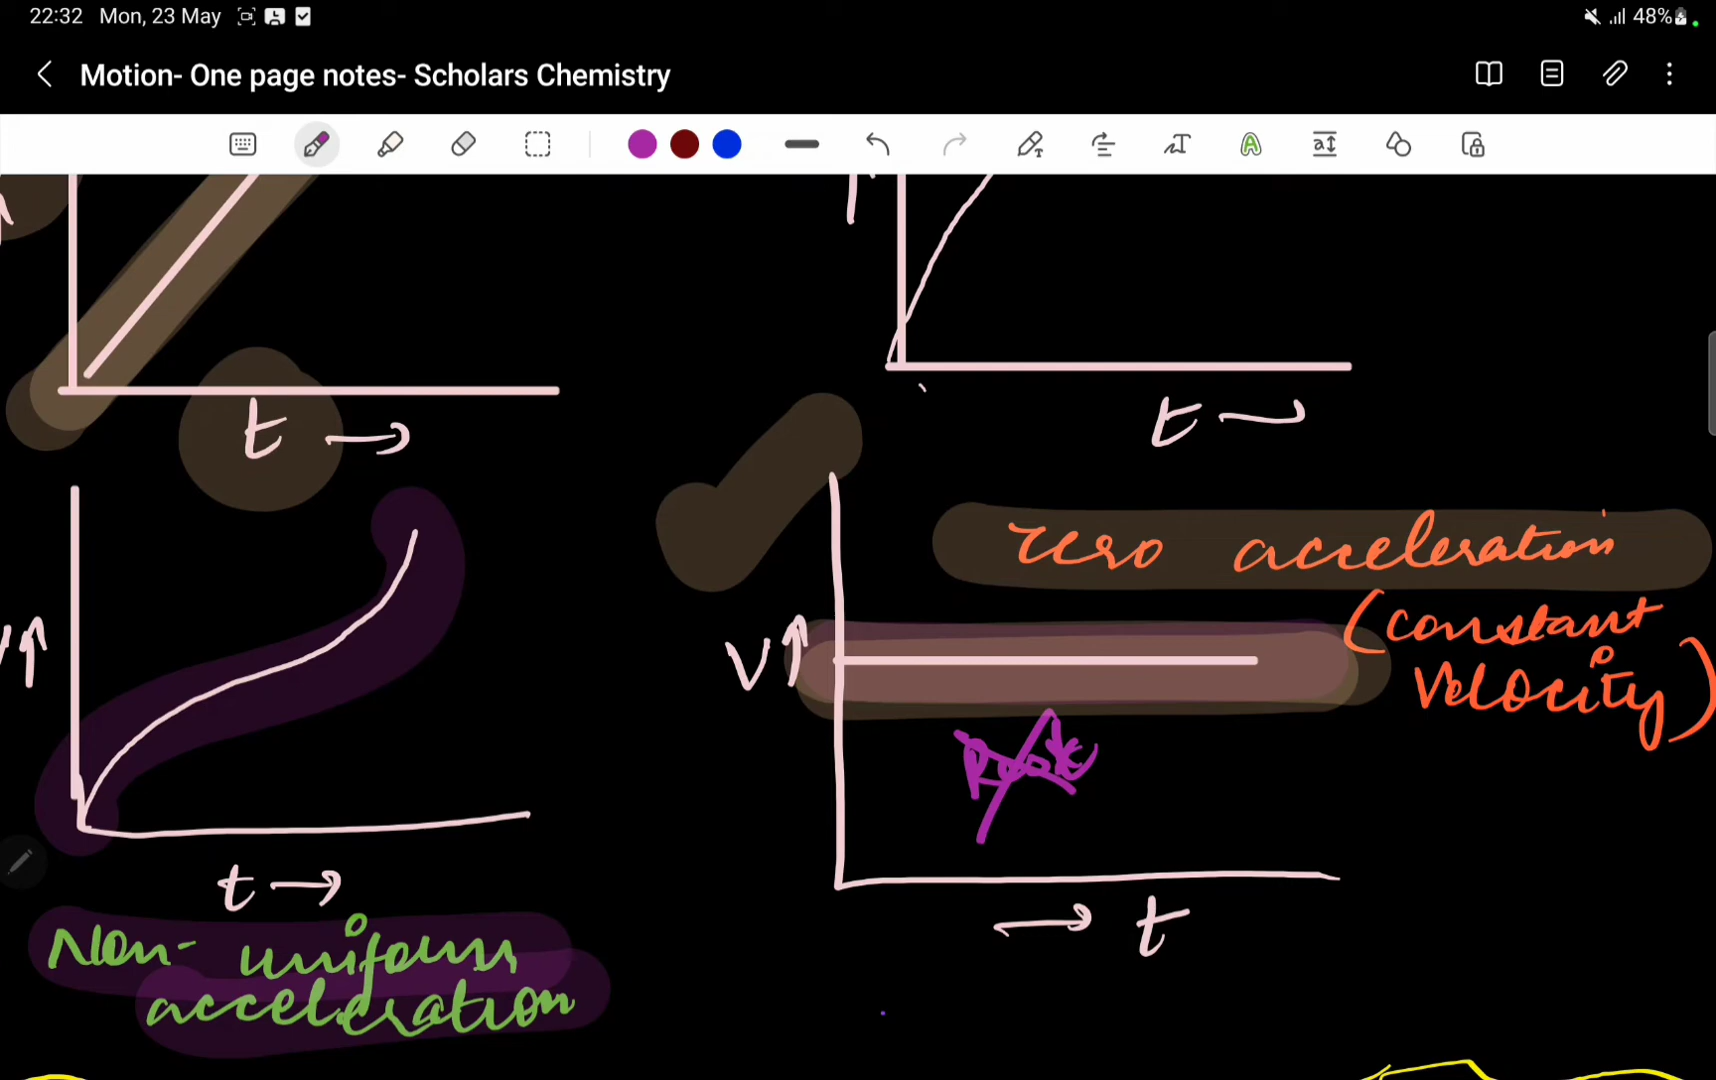 22:32 Mon, 23 May
48%
Motion- One page notes- Scholars Chemistry
t →
t →
V↑
t →
Non- uniform
acceleration
zero acceleration
(constant
velocity)
V↑
→ t